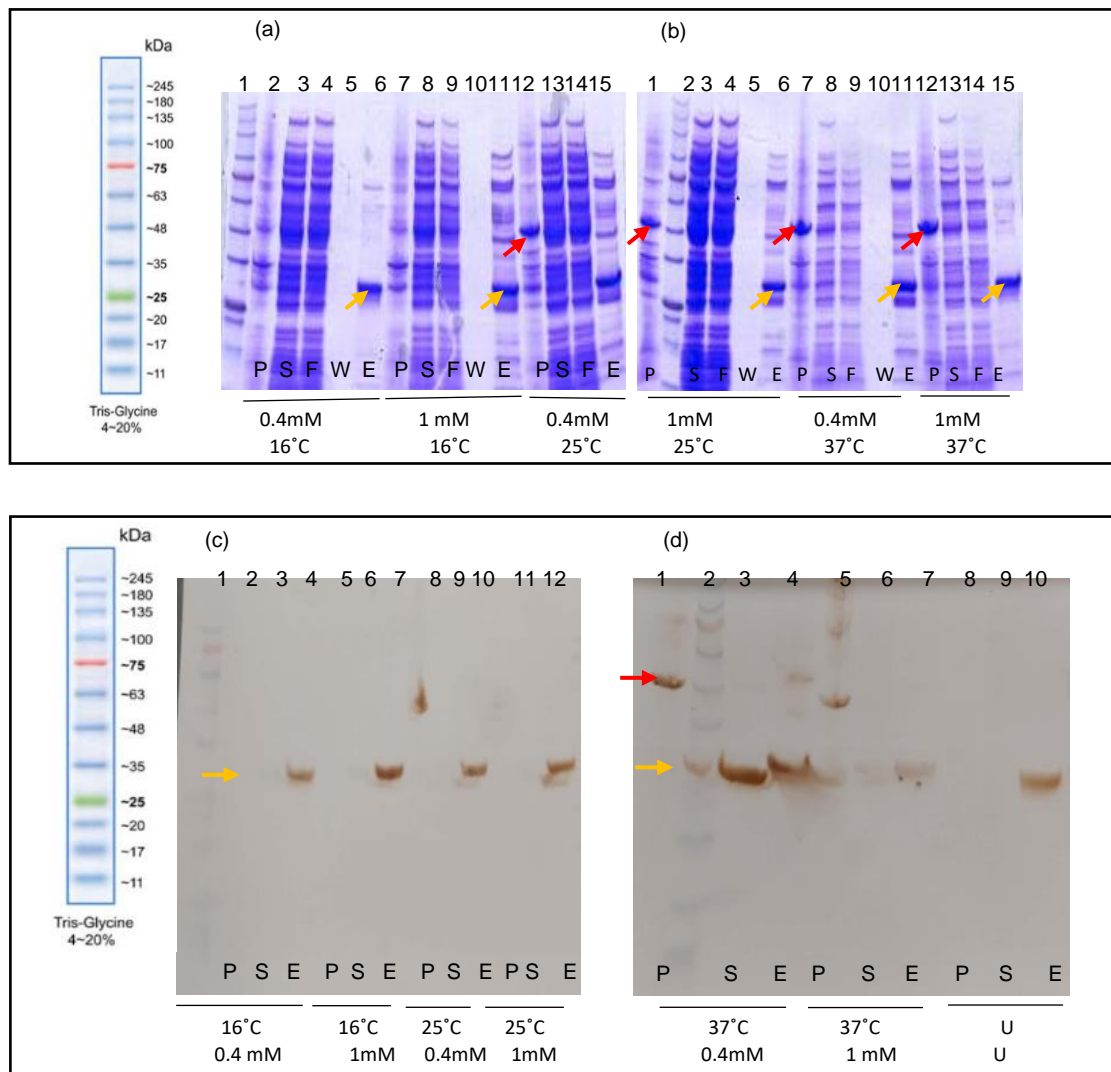 (a)
(b)
kDa
~245
~180
~135
~100
~75
~63
~48
~35
~25
~20
~17
~11
Tris-Glycine
4~20%
1 2 3 4 5 6 7 8 9 10 11 12 13 14 15
1 2 3 4 5 6 7 8 9 10 11 12 13 14 15
P S F W E P S F W E P S F E
P S F W E P S F W E P S F E
0.4mM 1 mM 0.4mM
16˚C 16˚C 25˚C
1mM 0.4mM 1mM
25˚C 37˚C 37˚C
(c)
(d)
kDa
~245
~180
~135
~100
~75
~63
~48
~35
~25
~20
~17
~11
Tris-Glycine
4~20%
1 2 3 4 5 6 7 8 9 10 11 12
1 2 3 4 5 6 7 8 9 10
P S E P S E P S E P S E
P S E P S E P S E
16˚C 16˚C 25˚C 25˚C
0.4 mM 1mM 0.4mM 1mM
37˚C 37˚C U
0.4mM 1 mM U